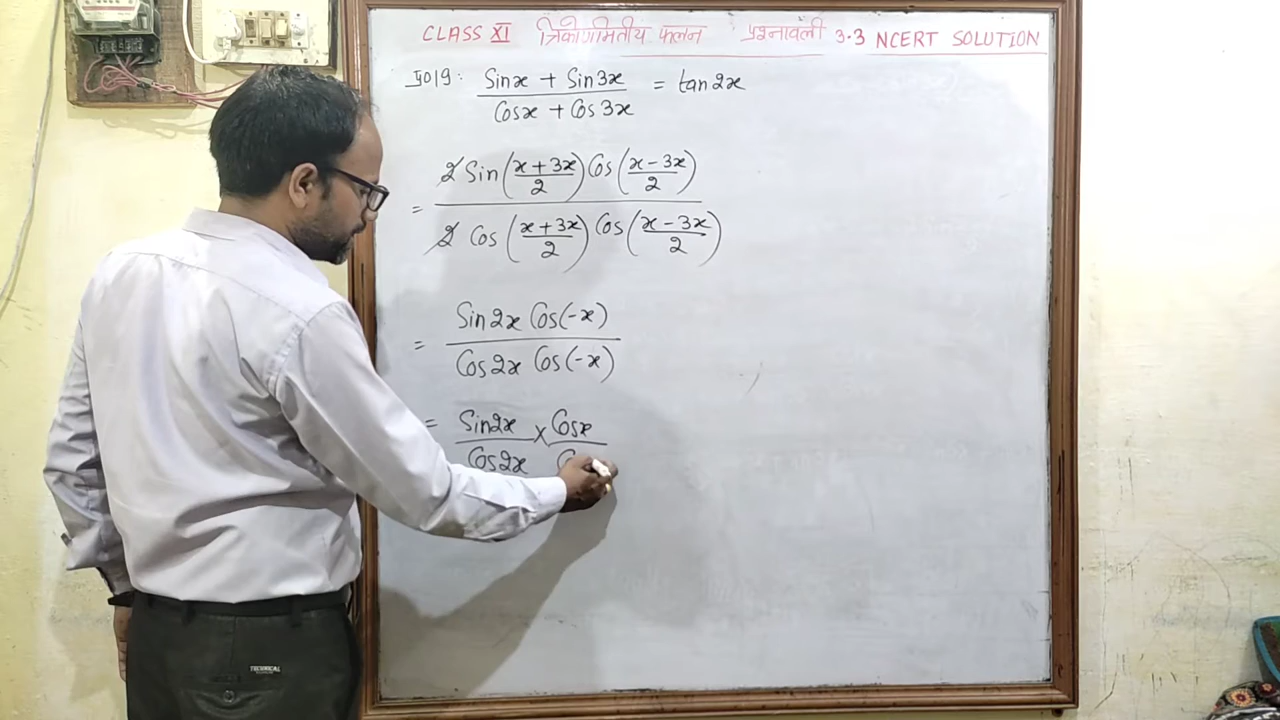 CLASS XI त्रिकोणमितीय फलन प्रश्नावली 3.3 NCERT SOLUTION
प्र019: (Sinx + Sin3x)/(Cosx + Cos3x) = tan2x
= (2 Sin((x+3x)/2) Cos((x-3x)/2))/(2 Cos((x+3x)/2) Cos((x-3x)/2))
= (Sin2x Cos(-x))/(Cos2x Cos(-x))
= Sin2x/Cos2x × Cosx/C
TECHNICAL